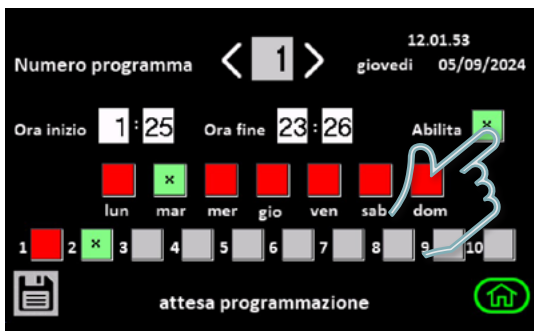 12.01.53
Numero programma < 1 > giovedi 05/09/2024
Ora inizio 1:25 Ora fine 23:26 Abilita ×
×
lun mar mer gio ven sab dom
1 2 × 3 4 5 6 7 8 9 10
attesa programmazione